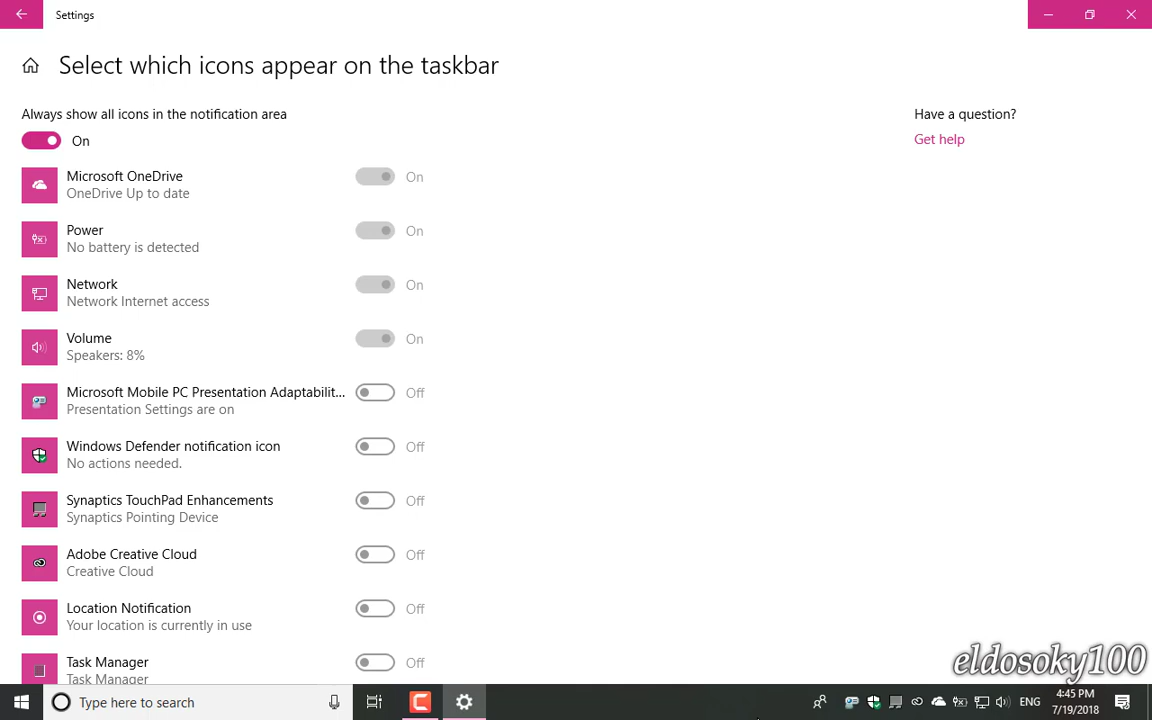 Settings
Select which icons appear on the taskbar
Always show all icons in the notification area
On
Have a question?
Get help
Microsoft OneDrive
OneDrive Up to date
On
Power
No battery is detected
On
Network
Network Internet access
On
Volume
Speakers: 8%
On
Microsoft Mobile PC Presentation Adaptabilit...
Presentation Settings are on
Off
Windows Defender notification icon
No actions needed.
Off
Synaptics TouchPad Enhancements
Synaptics Pointing Device
Off
Adobe Creative Cloud
Creative Cloud
Off
Location Notification
Your location is currently in use
Off
Task Manager
Task Manager
Off
eldosoky100
Type here to search
ENG
4:45 PM
7/19/2018